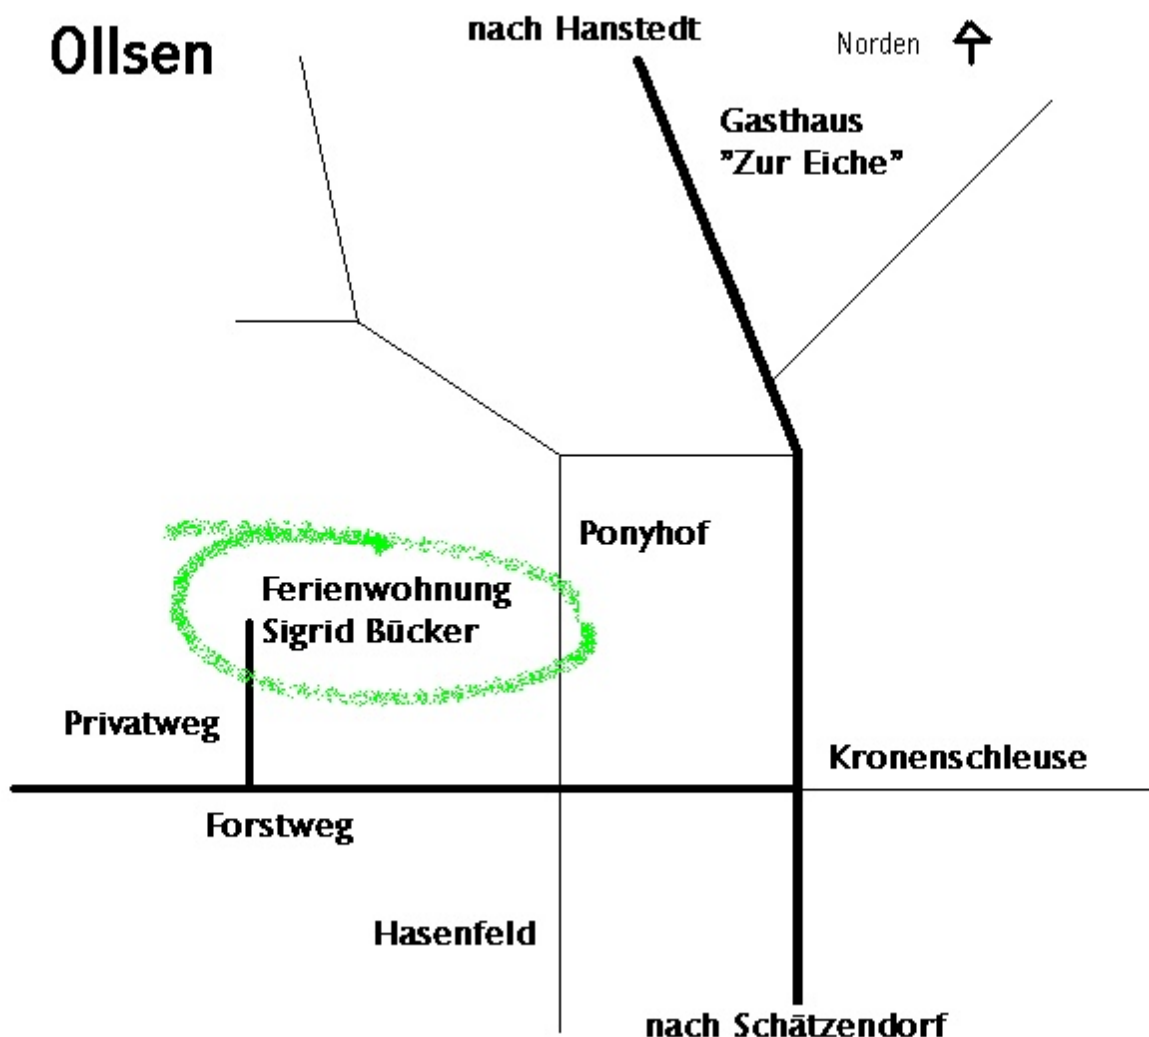 Ollsen
nach Hanstedt
Norden
Gasthaus
"Zur Eiche"
Ponyhof
Ferienwohnung
Sigrid Bücker
Privatweg
Kronenschleuse
Forstweg
Hasenfeld
nach Schätzendorf